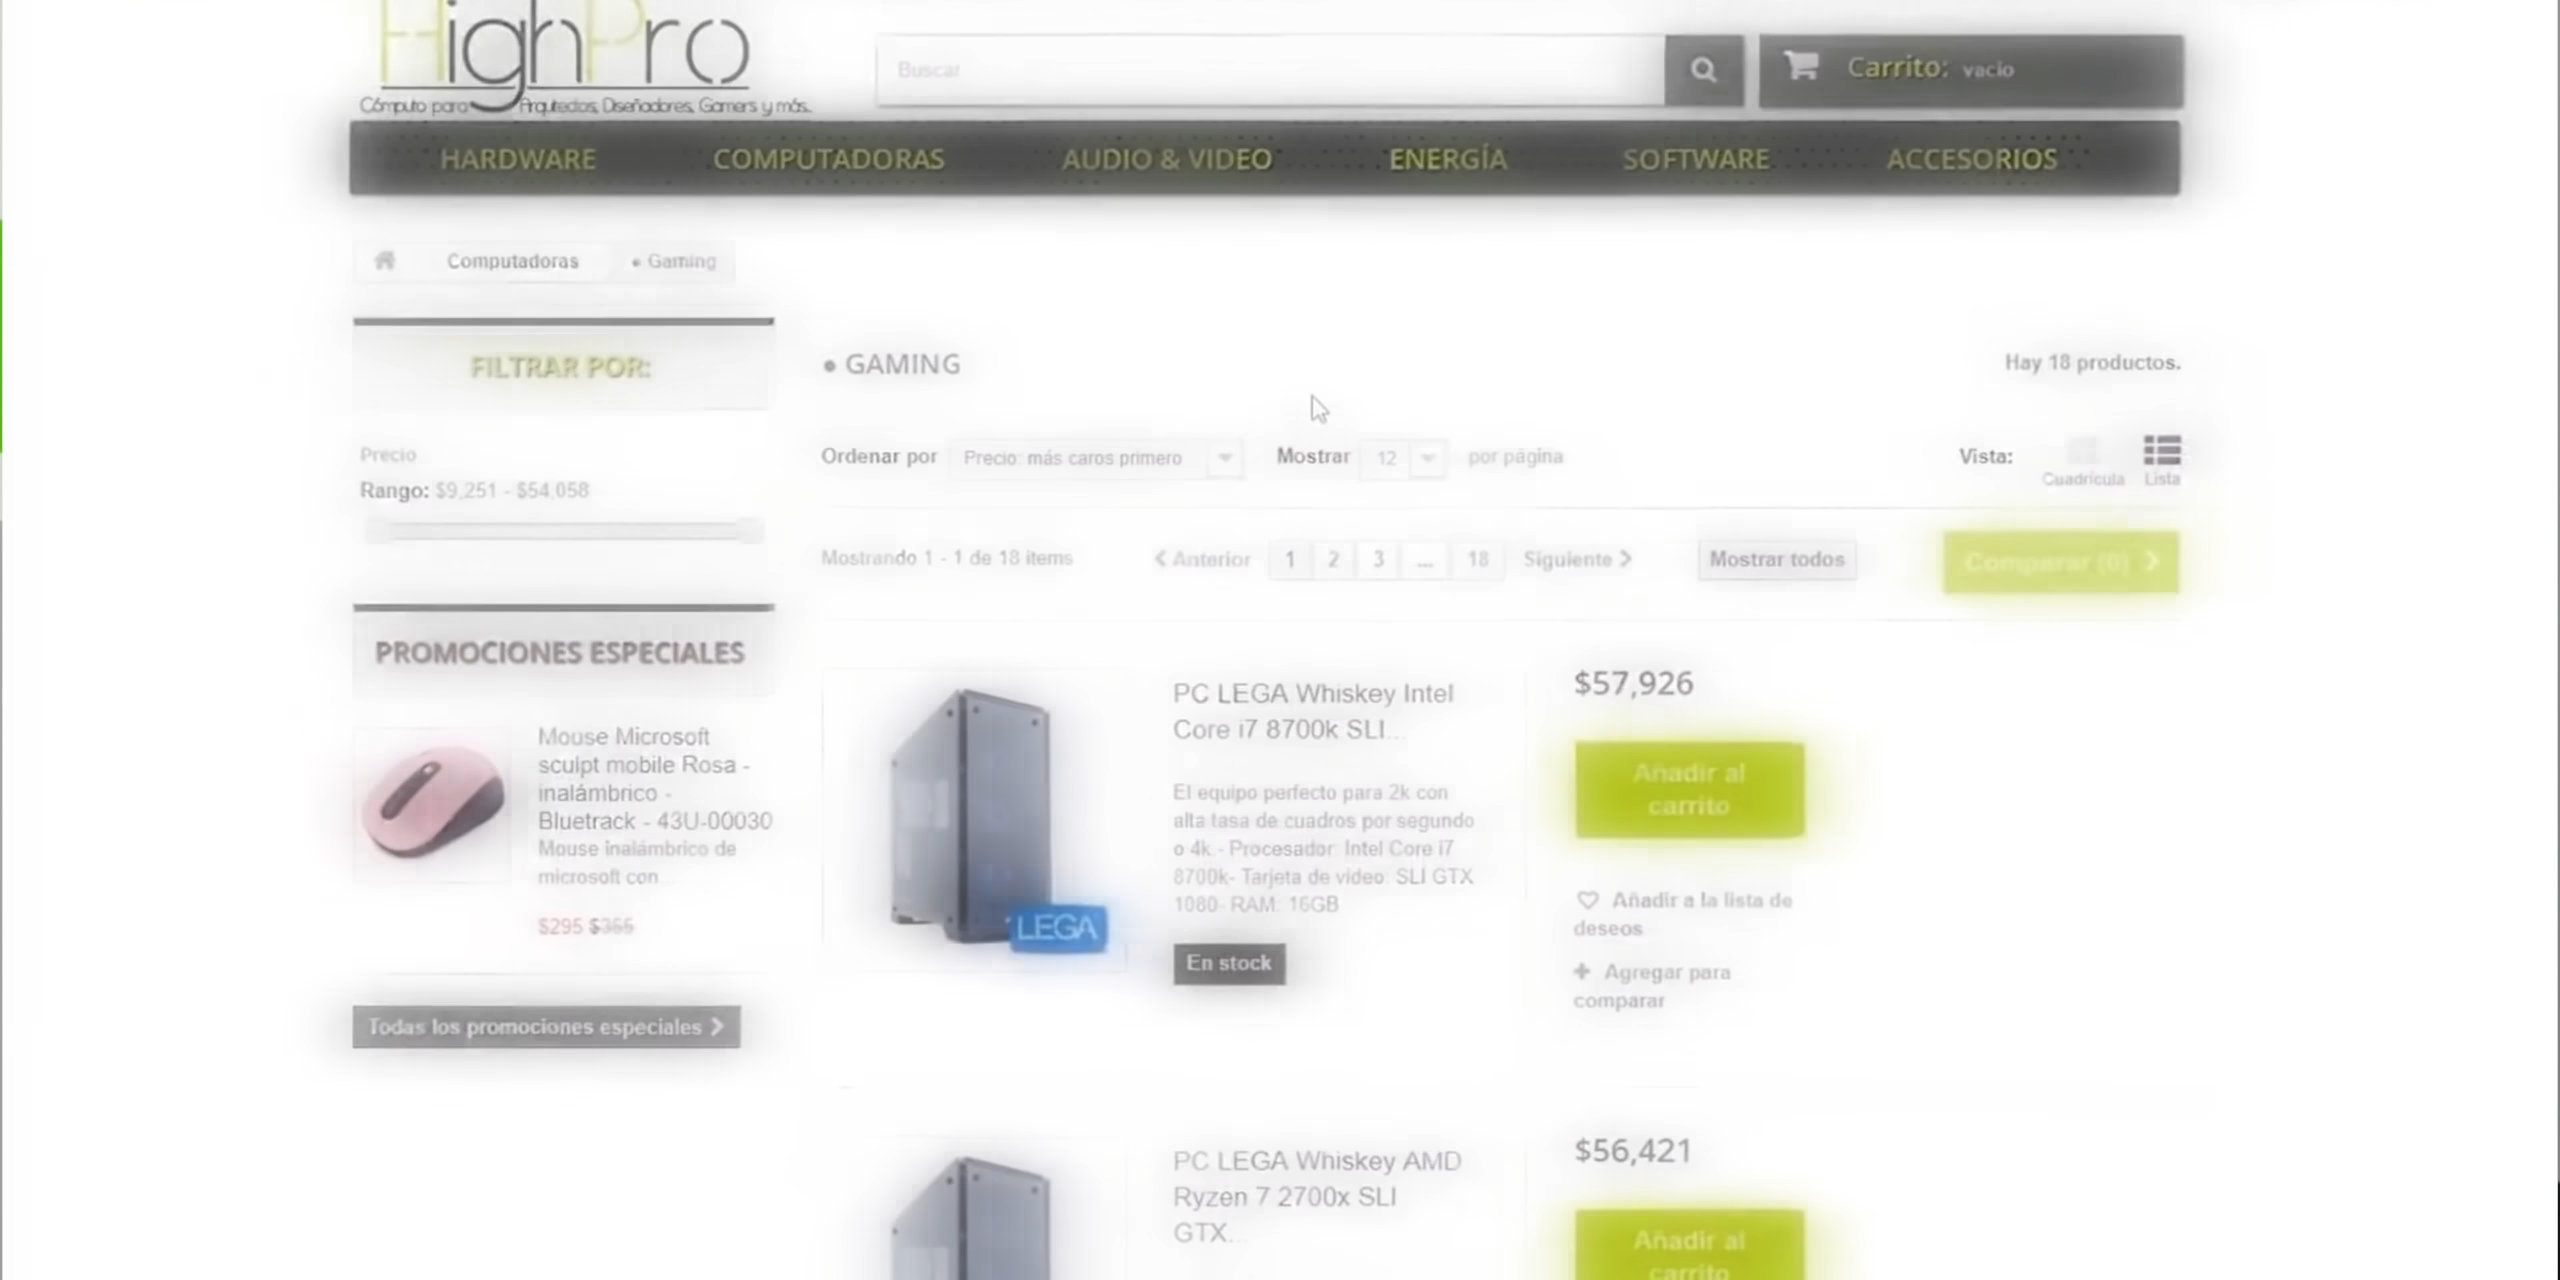 HighPro
Cómputo para Arquitectos, Diseñadores, Gamers y más..
Buscar
Carrito: vacío
HARDWARE COMPUTADORAS AUDIO & VIDEO ENERGÍA SOFTWARE ACCESORIOS
Computadoras • Gaming
FILTRAR POR:
Precio
Rango: $9,251 - $54,058
PROMOCIONES ESPECIALES
Mouse Microsoft
sculpt mobile Rosa -
inalámbrico -
Bluetrack - 43U-00030
Mouse inalámbrico de
microsoft con...
$295 $365
Todas los promociones especiales
• GAMING
Hay 18 productos.
Ordenar por Precio: más caros primero Mostrar 12 por página
Vista: Cuadrícula Lista
Mostrando 1 - 1 de 18 items
Anterior 1 2 3 ... 18 Siguiente
Mostrar todos
Comparar (0)
PC LEGA Whiskey Intel
Core i7 8700k SLI...
El equipo perfecto para 2k con
alta tasa de cuadros por segundo
o 4k.- Procesador: Intel Core i7
8700k- Tarjeta de video: SLI GTX
1080- RAM: 16GB
En stock
LEGA
$57,926
Añadir al
carrito
Añadir a la lista de
deseos
Agregar para
comparar
PC LEGA Whiskey AMD
Ryzen 7 2700x SLI
GTX...
$56,421
Añadir al
carrito